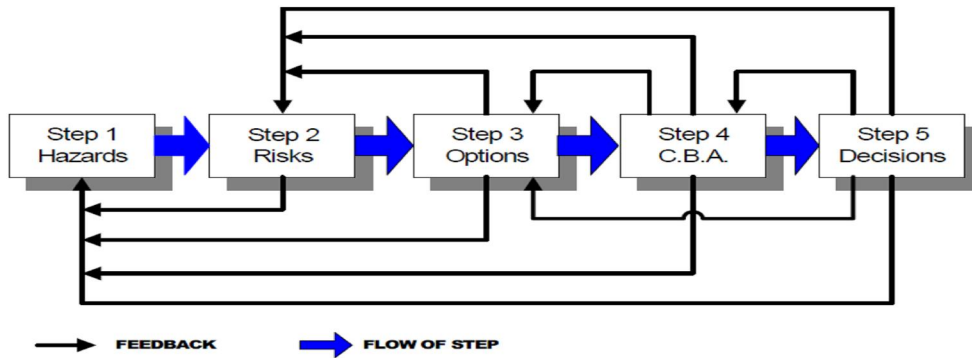 Step 1
Hazards
Step 2
Risks
Step 3
Options
Step 4
C.B.A.
Step 5
Decisions
FEEDBACK
FLOW OF STEP